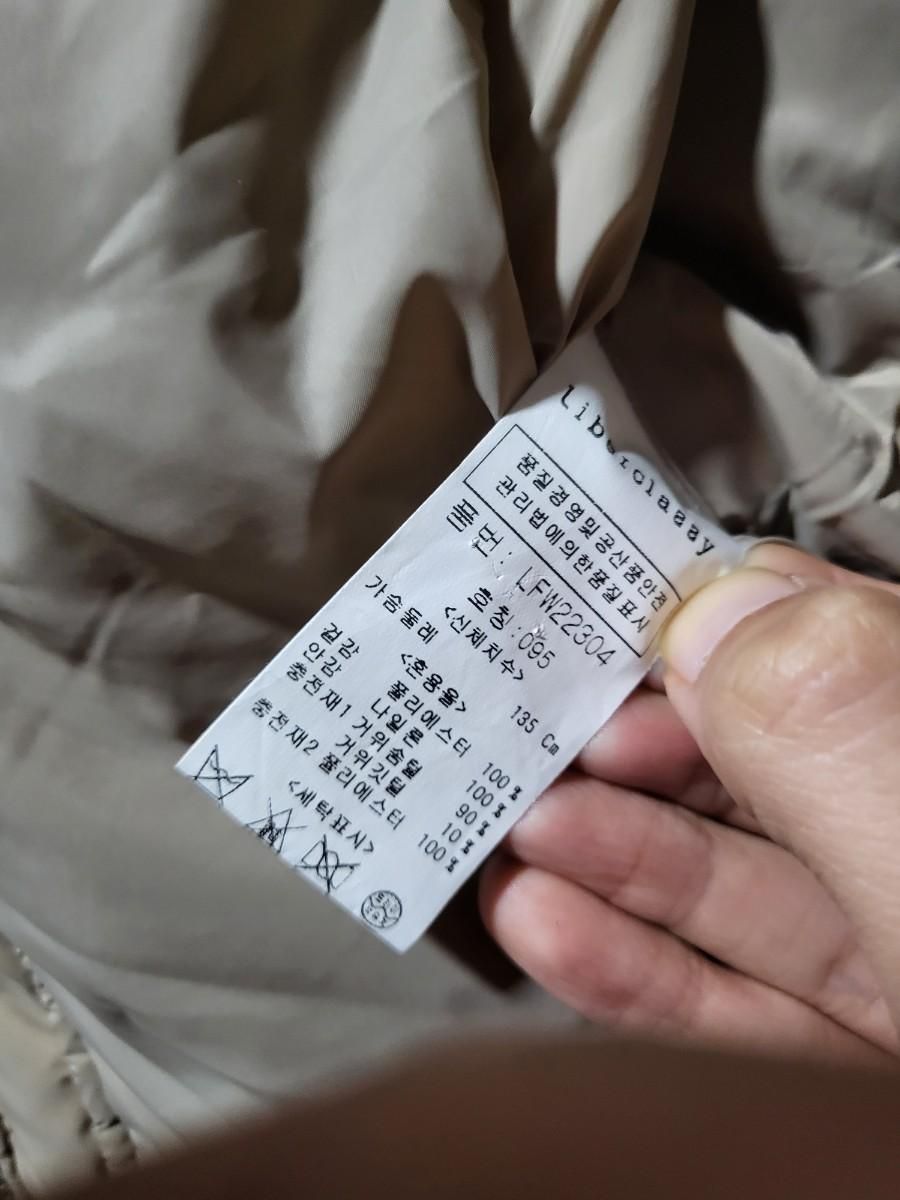 liberclassy
품질경영및공산품안전
관리법에의한품질표시
품번: LFW22304
호칭:095
<신체치수>
가슴둘레 135 Cm
<혼용율>
겉감 폴리에스터 100%
안감 나일론 100%
충전재1 거위솜털 90%
거위깃털 10%
충전재2 폴리에스터 100%
<세탁표시>